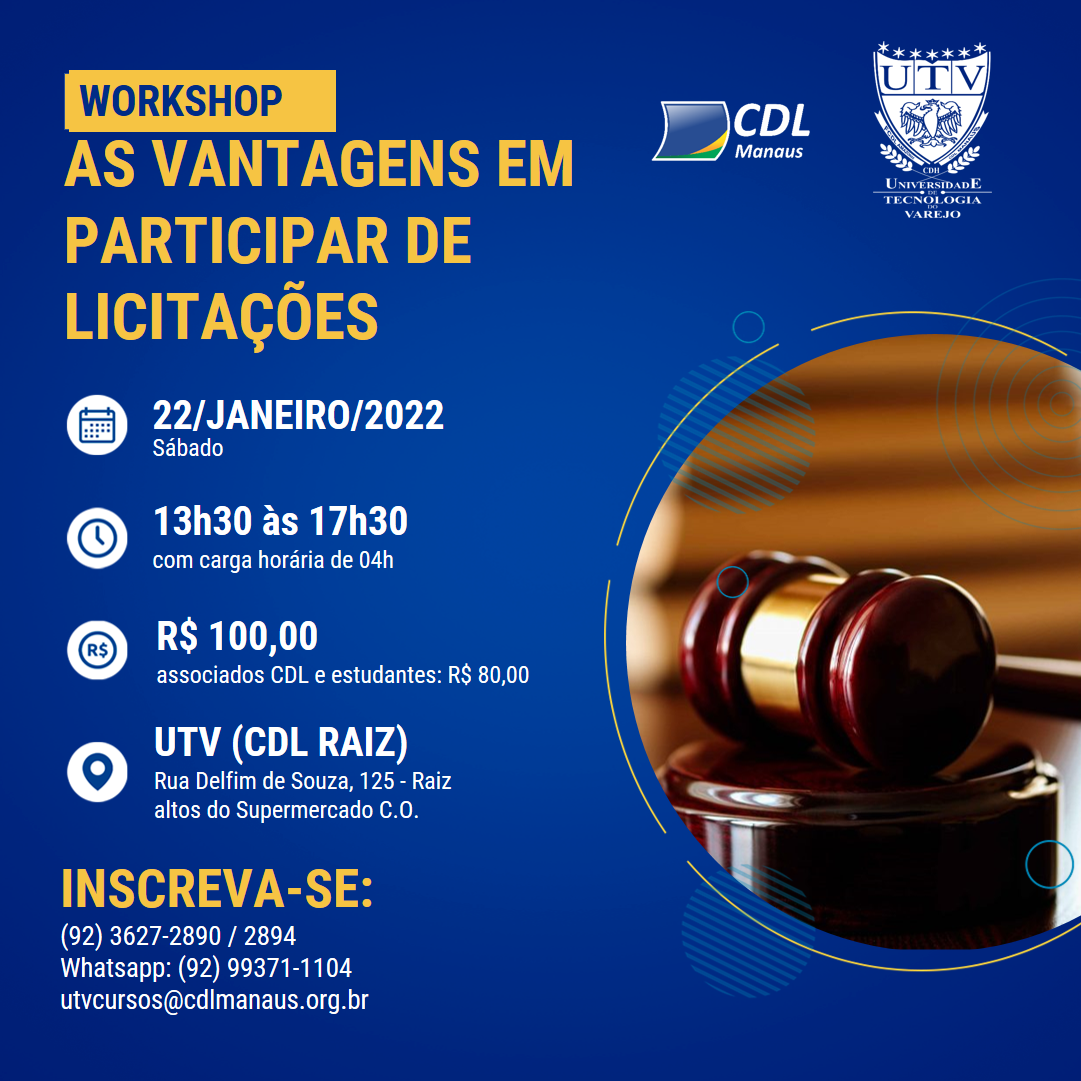 WORKSHOP
AS VANTAGENS EM
PARTICIPAR DE
LICITAÇÕES
CDL
Manaus
UTV
CDH
UNIVERSIDADE
DE
TECNOLOGIA
DO
VAREJO
22/JANEIRO/2022
Sábado
13h30 às 17h30
com carga horária de 04h
R$
R$ 100,00
associados CDL e estudantes: R$ 80,00
UTV (CDL RAIZ)
Rua Delfim de Souza, 125 - Raiz
altos do Supermercado C.O.
INSCREVA-SE:
(92) 3627-2890 / 2894
Whatsapp: (92) 99371-1104
utvcursos@cdlmanaus.org.br